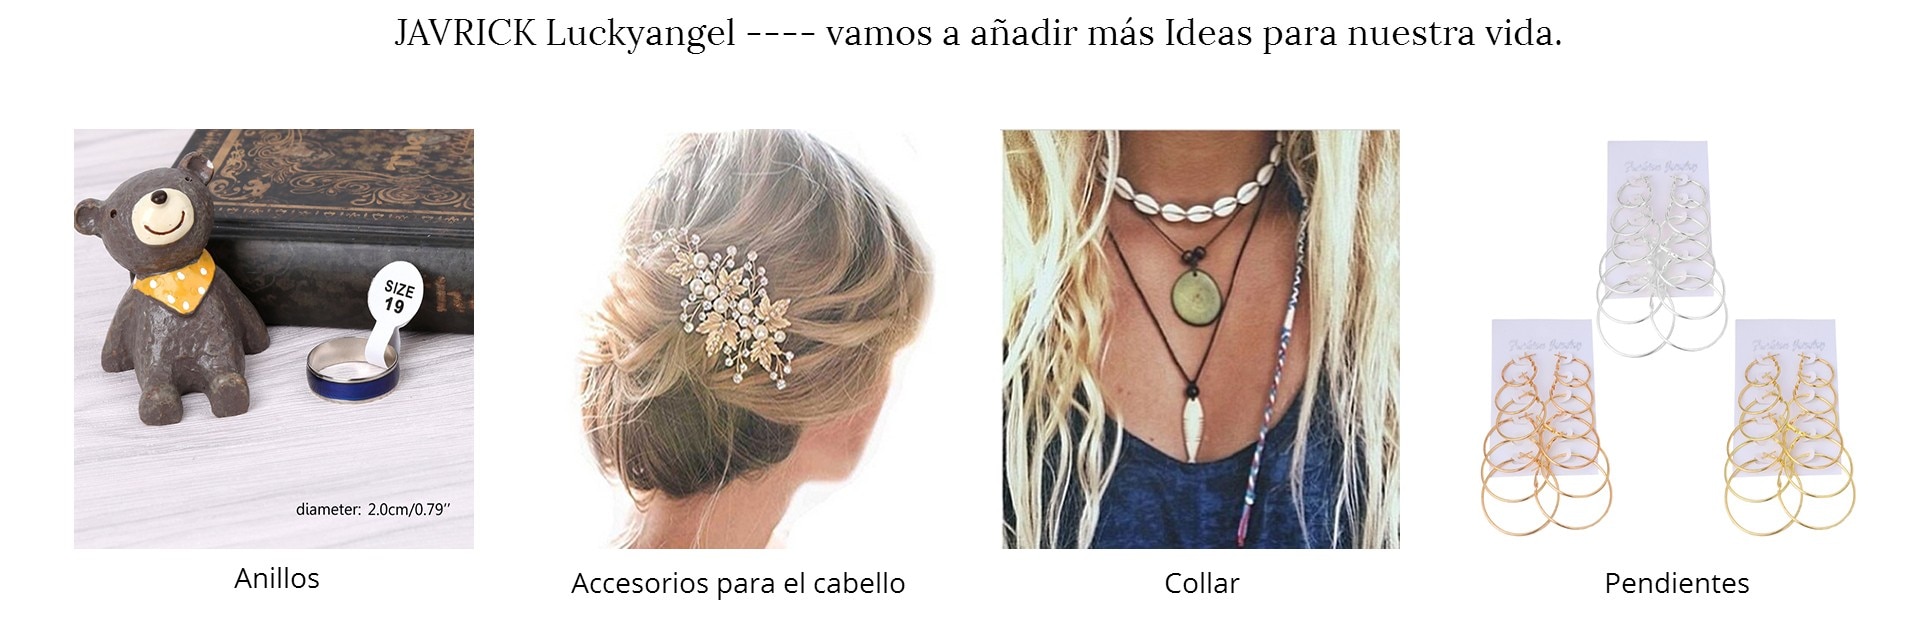 JAVRICK Luckyangel ---- vamos a añadir más Ideas para nuestra vida.
SIZE
19
diameter: 2.0cm/0.79″
Anillos
Accesorios para el cabello
Collar
Pendientes